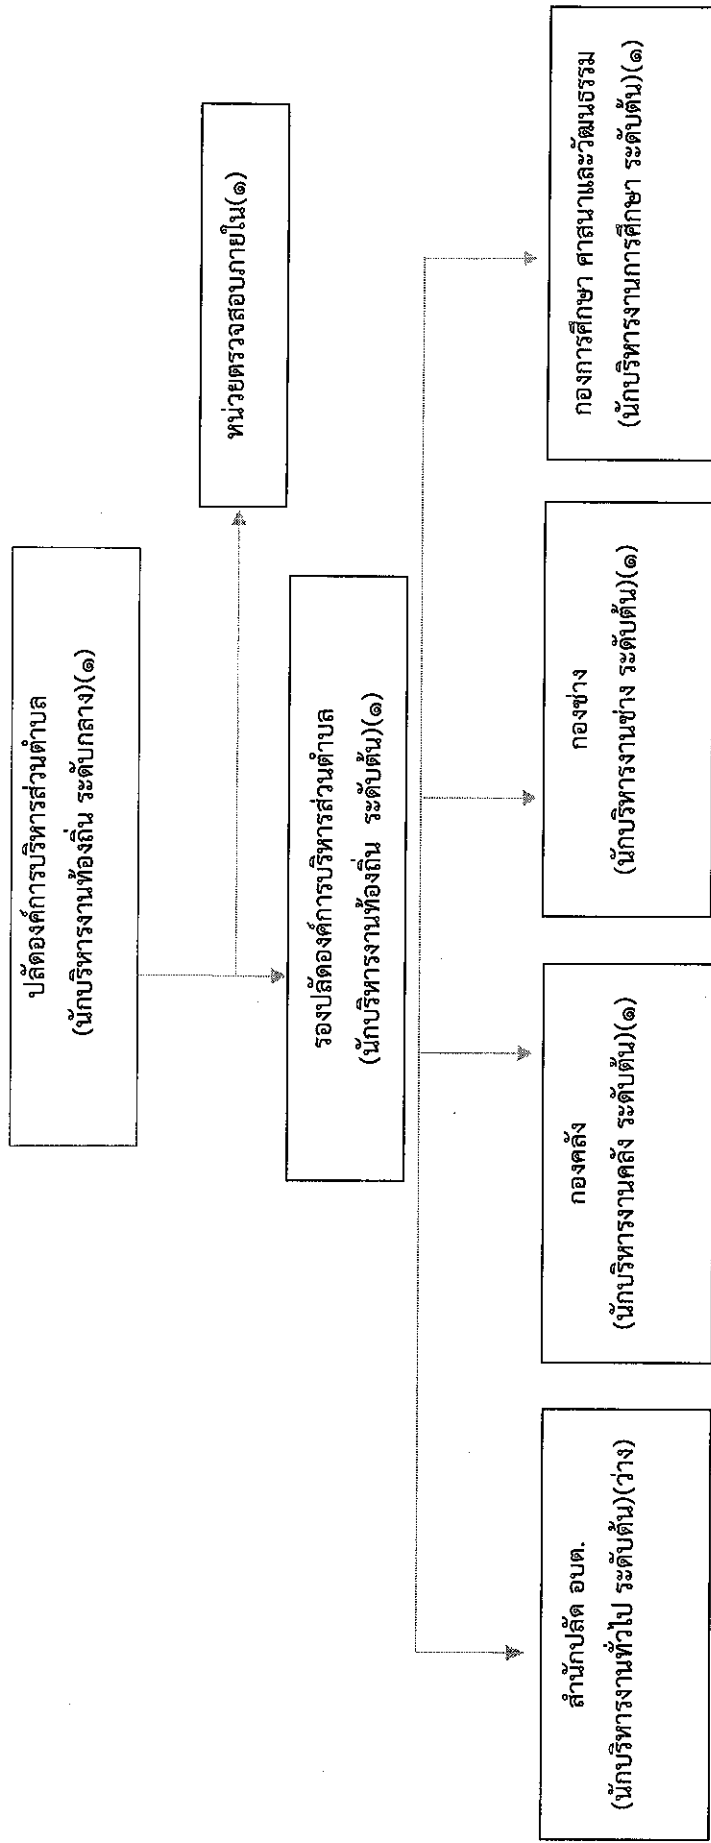 ปลัดองค์การบริหารส่วนตำบล
(นักบริหารงานท้องถิ่น ระดับกลาง)(๑)
หน่วยตรวจสอบภายใน(๑)
รองปลัดองค์การบริหารส่วนตำบล
(นักบริหารงานท้องถิ่น ระดับต้น)(๑)
สำนักปลัด อบต.
(นักบริหารงานทั่วไป ระดับต้น)(ว่าง)
กองคลัง
(นักบริหารงานคลัง ระดับต้น)(๑)
กองช่าง
(นักบริหารงานช่าง ระดับต้น)(๑)
กองการศึกษา ศาสนาและวัฒนธรรม
(นักบริหารงานการศึกษา ระดับต้น)(๑)